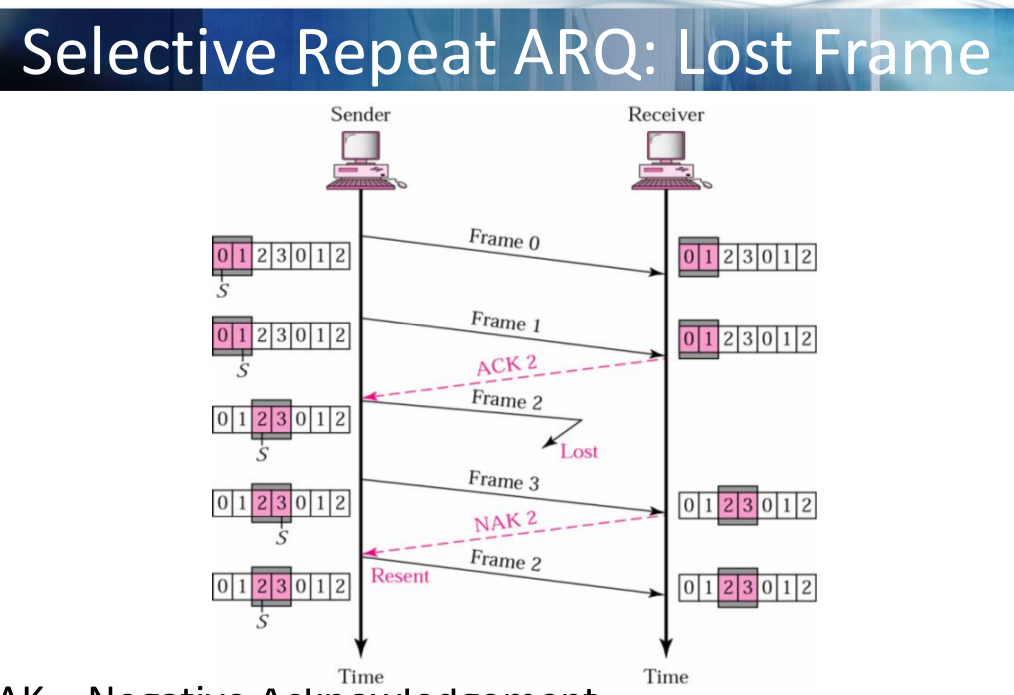 Selective Repeat ARQ: Lost Frame
Sender
Receiver
Frame 0
0 1 2 3 0 1 2
0 1 2 3 0 1 2
S
Frame 1
0 1 2 3 0 1 2
0 1 2 3 0 1 2
S
ACK 2
Frame 2
0 1 2 3 0 1 2
S
Lost
Frame 3
0 1 2 3 0 1 2
0 1 2 3 0 1 2
S
NAK 2
Frame 2
Resent
0 1 2 3 0 1 2
0 1 2 3 0 1 2
S
Time
Time
Negative Acknowledgement